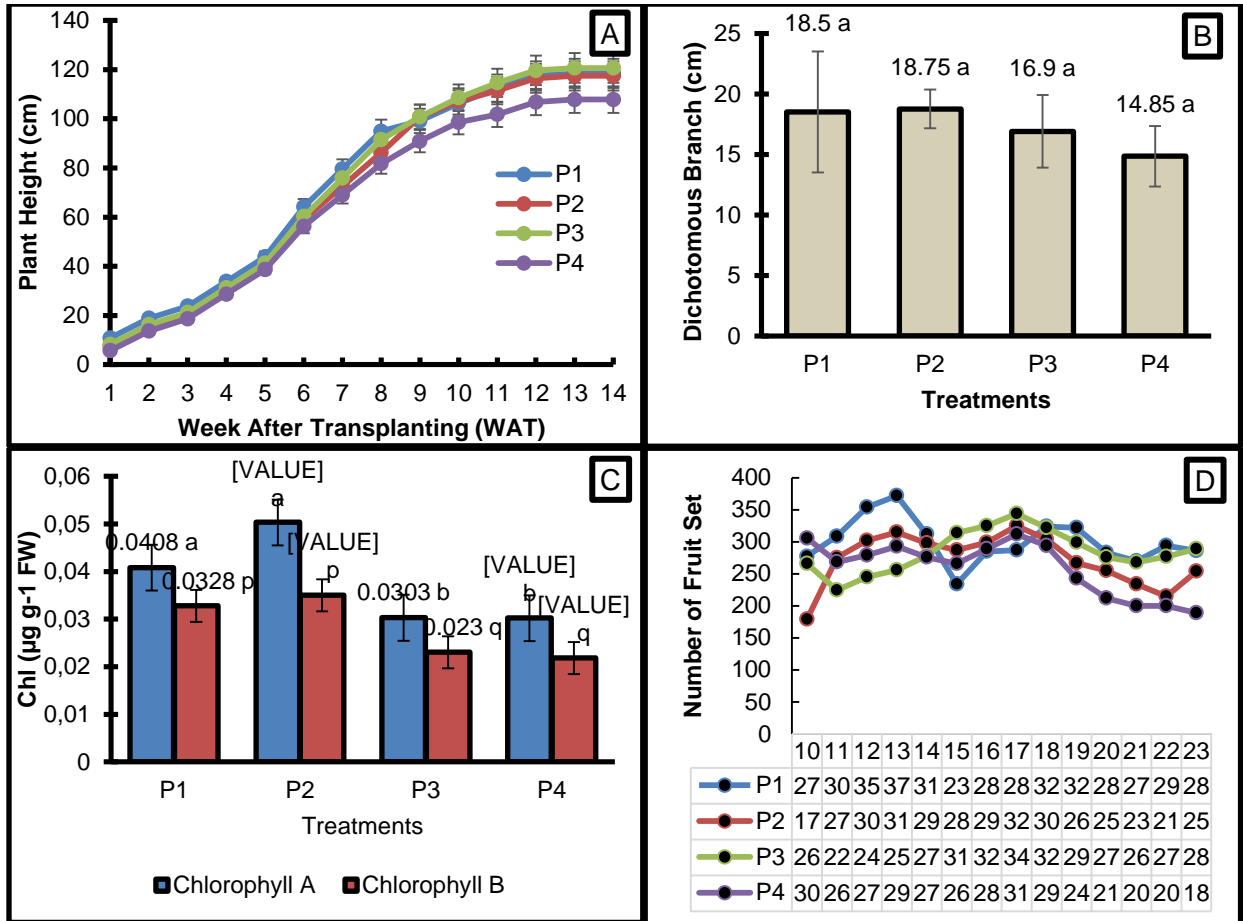 A
Plant Height (cm)
140
120
100
80
60
40
20
0
P1
P2
P3
P4
1 2 3 4 5 6 7 8 9 10 11 12 13 14
Week After Transplanting (WAT)
B
Dichotomous Branch (cm)
25
20
15
10
5
0
18.5 a
18.75 a
16.9 a
14.85 a
P1 P2 P3 P4
Treatments
C
Chl (µg g-1 FW)
0,06
0,05
0,04
0,03
0,02
0,01
0
0.0408 a
0.0328 p
[VALUE]
a
[VALUE]
p
0.0303 b
0.023 q
[VALUE]
b
[VALUE]
q
P1 P2 P3 P4
Treatments
Chlorophyll A Chlorophyll B
D
Number of Fruit Set
400
350
300
250
200
150
100
50
0
10 11 12 13 14 15 16 17 18 19 20 21 22 23
P1 27 30 35 37 31 23 28 28 32 32 28 27 29 28
P2 17 27 30 31 29 28 29 32 30 26 25 23 21 25
P3 26 22 24 25 27 31 32 34 32 29 27 26 27 28
P4 30 26 27 29 27 26 28 31 29 24 21 20 20 18